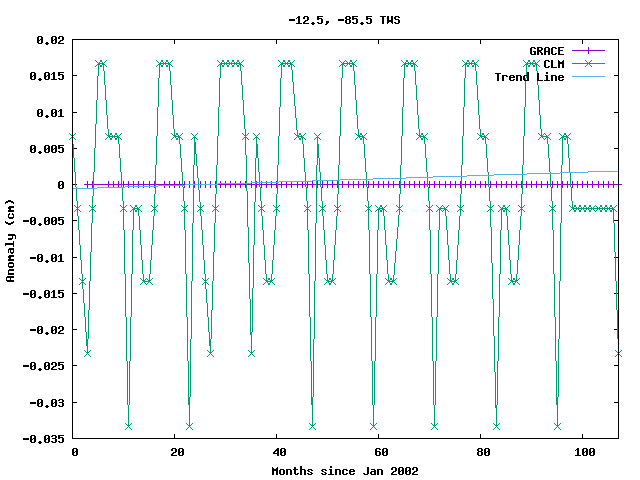 -12.5, -85.5 TWS
GRACE
CLM
Trend Line
0.02
0.015
0.01
0.005
0
-0.005
-0.01
-0.015
-0.02
-0.025
-0.03
-0.035
Anomaly (cm)
0 20 40 60 80 100
Months since Jan 2002